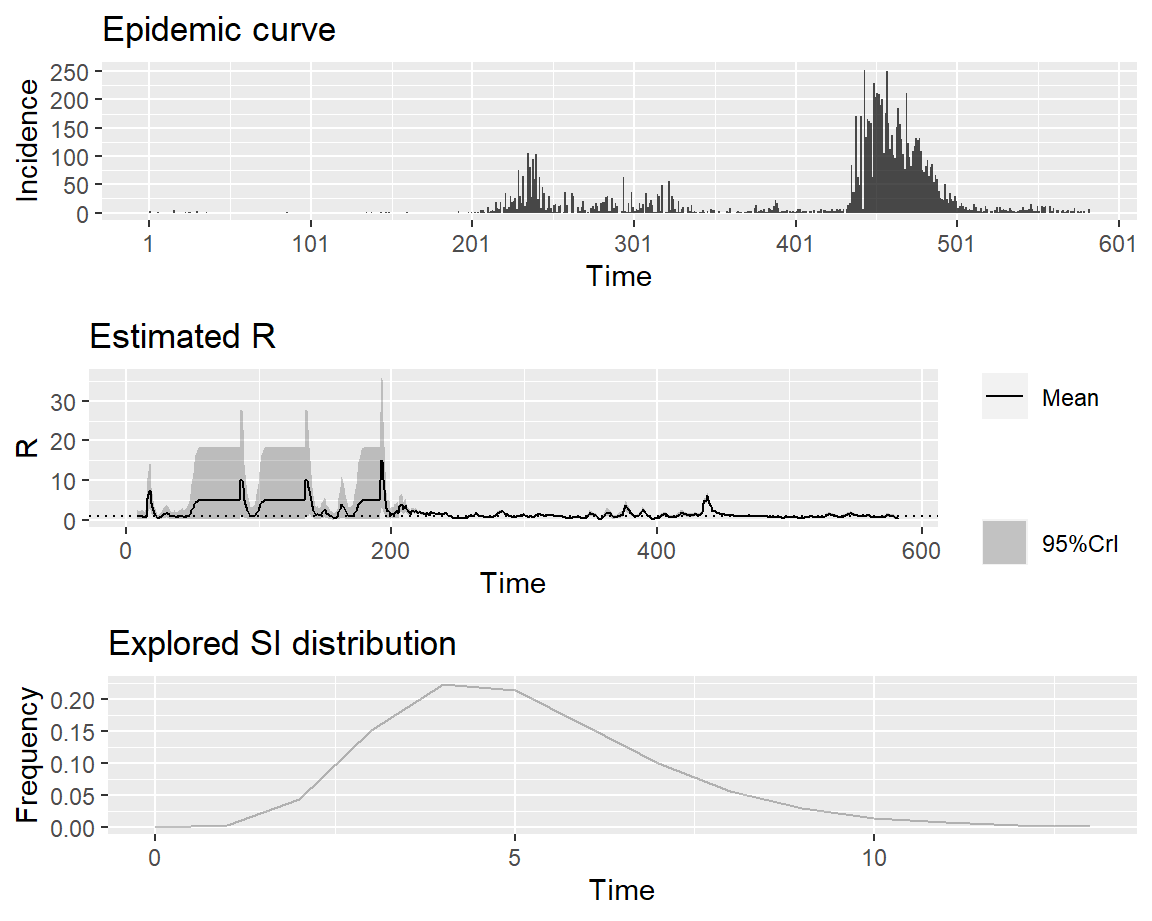 Epidemic curve
250
200
150
100
50
0
Incidence
1 101 201 301 401 501 601
Time
Estimated R
30
20
10
0
R
0 200 400 600
Time
Mean
95%CrI
Explored SI distribution
0.20
0.15
0.10
0.05
0.00
Frequency
0 5 10
Time